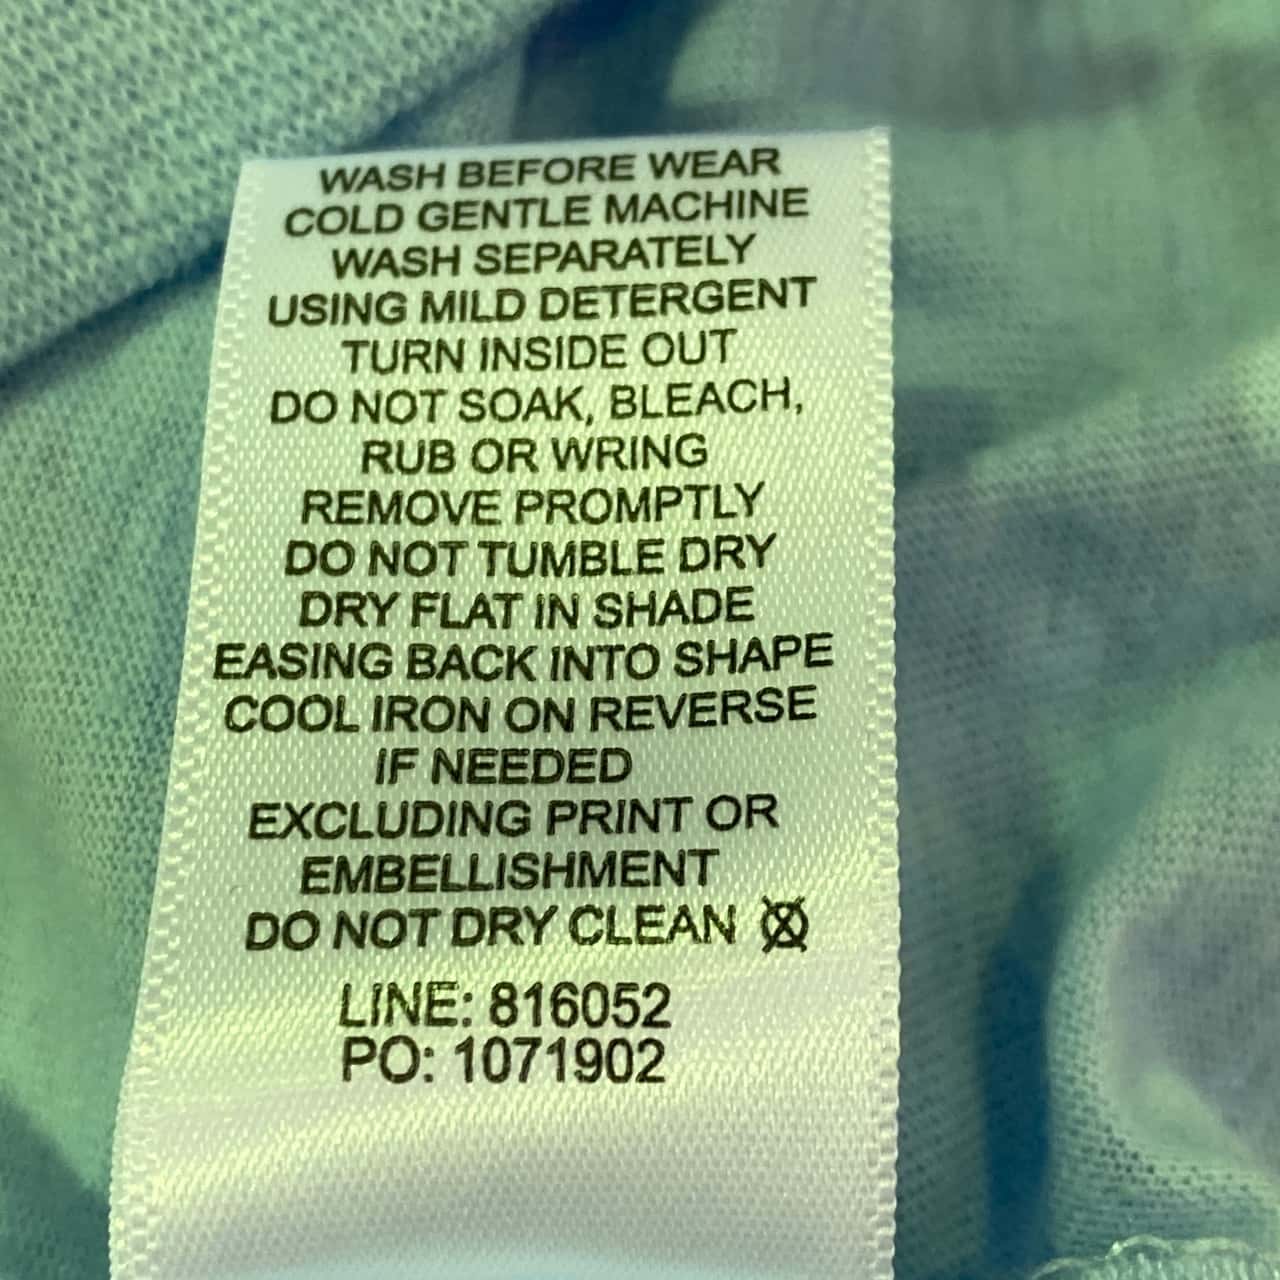 WASH BEFORE WEAR
COLD GENTLE MACHINE
WASH SEPARATELY
USING MILD DETERGENT
TURN INSIDE OUT
DO NOT SOAK, BLEACH,
RUB OR WRING
REMOVE PROMPTLY
DO NOT TUMBLE DRY
DRY FLAT IN SHADE
EASING BACK INTO SHAPE
COOL IRON ON REVERSE
IF NEEDED
EXCLUDING PRINT OR
EMBELLISHMENT
DO NOT DRY CLEAN
LINE: 816052
PO: 1071902